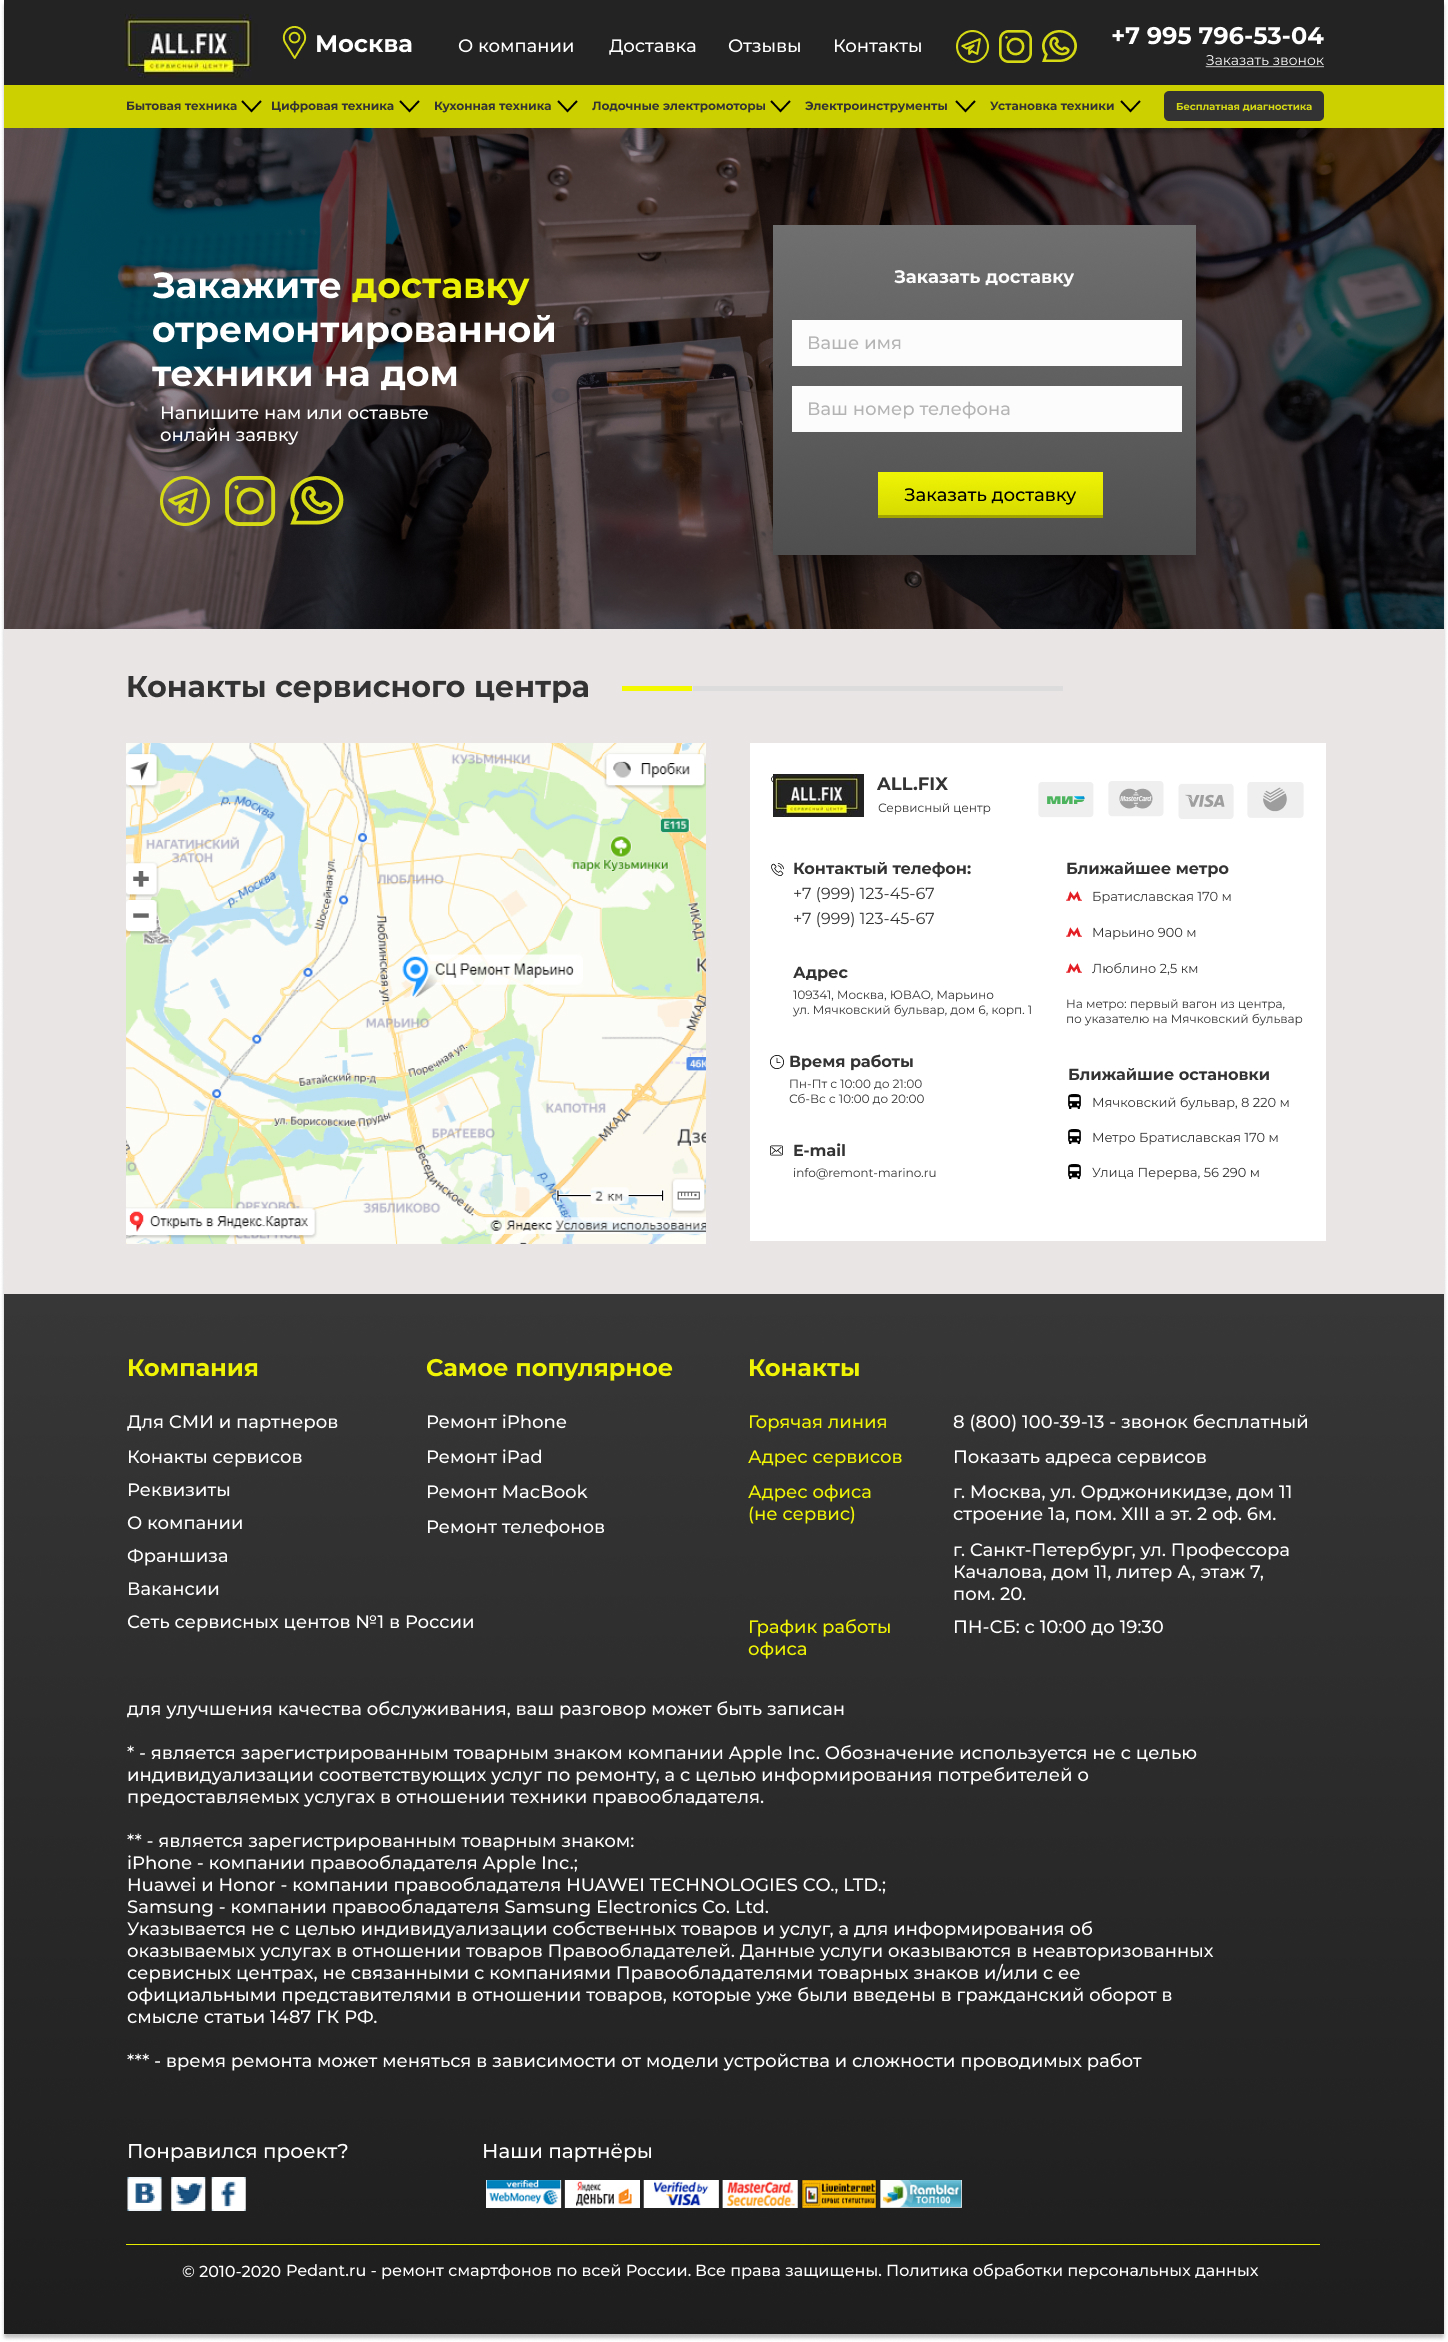 ALL.FIX
СЕРВИСНЫЙ ЦЕНТР
Москва
О компании
Доставка
Отзывы
Контакты
+7 995 796-53-04
Заказать звонок
Бытовая техника
Цифровая техника
Кухонная техника
Лодочные электромоторы
Электроинструменты
Установка техники
Бесплатная диагностика
Закажите доставку
отремонтированной
техники на дом
Напишите нам или оставьте
онлайн заявку
Заказать доставку
Ваше имя
Ваш номер телефона
Заказать доставку
Конакты сервисного центра
КУЗЬМИНКИ
Пробки
р. Москва
E115
НАГАТИНСКИЙ
ЗАТОН
парк Кузьминки
Шоссейная ул.
ЛЮБЛИНО
р. Москва
МКАД
Люблинская ул.
К
СЦ Ремонт Марьино
МКАД
МАРЬИНО
46К
Поречная ул.
Батайский пр-д
КАПОТНЯ
ул. Борисовские Пруды
МКАД
БРАТЕЕВО
Дзе
Бесединское ш.
р. Москва
2 км
ОРЕХОВО-
ЗЯБЛИКОВО
Открыть в Яндекс.Картах
© Яндекс Условия использования
ALL.FIX
СЕРВИСНЫЙ ЦЕНТР
ALL.FIX
Сервисный центр
МИР
MasterCard
VISA
Контактый телефон:
+7 (999) 123-45-67
+7 (999) 123-45-67
Адрес
109341, Москва, ЮВАО, Марьино
ул. Мячковский бульвар, дом 6, корп. 1
Время работы
Пн-Пт с 10:00 до 21:00
Сб-Вс с 10:00 до 20:00
E-mail
info@remont-marino.ru
Ближайшее метро
Братиславская 170 м
Марьино 900 м
Люблино 2,5 км
На метро: первый вагон из центра,
по указателю на Мячковский бульвар
Ближайшие остановки
Мячковский бульвар, 8 220 м
Метро Братиславская 170 м
Улица Перерва, 56 290 м
Компания
Для СМИ и партнеров
Конакты сервисов
Реквизиты
О компании
Франшиза
Вакансии
Сеть сервисных центов №1 в России
Самое популярное
Ремонт iPhone
Ремонт iPad
Ремонт MacBook
Ремонт телефонов
Конакты
Горячая линия
8 (800) 100-39-13 - звонок бесплатный
Адрес сервисов
Показать адреса сервисов
Адрес офиса
(не сервис)
г. Москва, ул. Орджоникидзе, дом 11
строение 1а, пом. XIII а эт. 2 оф. 6м.
г. Санкт-Петербург, ул. Профессора
Качалова, дом 11, литер А, этаж 7,
пом. 20.
График работы
офиса
ПН-СБ: с 10:00 до 19:30
для улучшения качества обслуживания, ваш разговор может быть записан
* - является зарегистрированным товарным знаком компании Apple Inc. Обозначение используется не с целью
индивидуализации соответствующих услуг по ремонту, а с целью информирования потребителей о
предоставляемых услугах в отношении техники правообладателя.
** - является зарегистрированным товарным знаком:
iPhone - компании правообладателя Apple Inc.;
Huawei и Honor - компании правообладателя HUAWEI TECHNOLOGIES CO., LTD.;
Samsung - компании правообладателя Samsung Electronics Co. Ltd.
Указывается не с целью индивидуализации собственных товаров и услуг, а для информирования об
оказываемых услугах в отношении товаров Правообладателей. Данные услуги оказываются в неавторизованных
сервисных центрах, не связанными с компаниями Правообладателями товарных знаков и/или с ее
официальными представителями в отношении товаров, которые уже были введены в гражданский оборот в
смысле статьи 1487 ГК РФ.
*** - время ремонта может меняться в зависимости от модели устройства и сложности проводимых работ
Понравился проект?
Наши партнёры
verified
WebMoney
Яндекс
деньги
Verified by
VISA
MasterCard.
SecureCode.
Liveinternet
СЕРВИС СТАТИСТИКИ
Rambler
ТОП100
© 2010-2020 Pedant.ru - ремонт смартфонов по всей России. Все права защищены. Политика обработки персональных данных